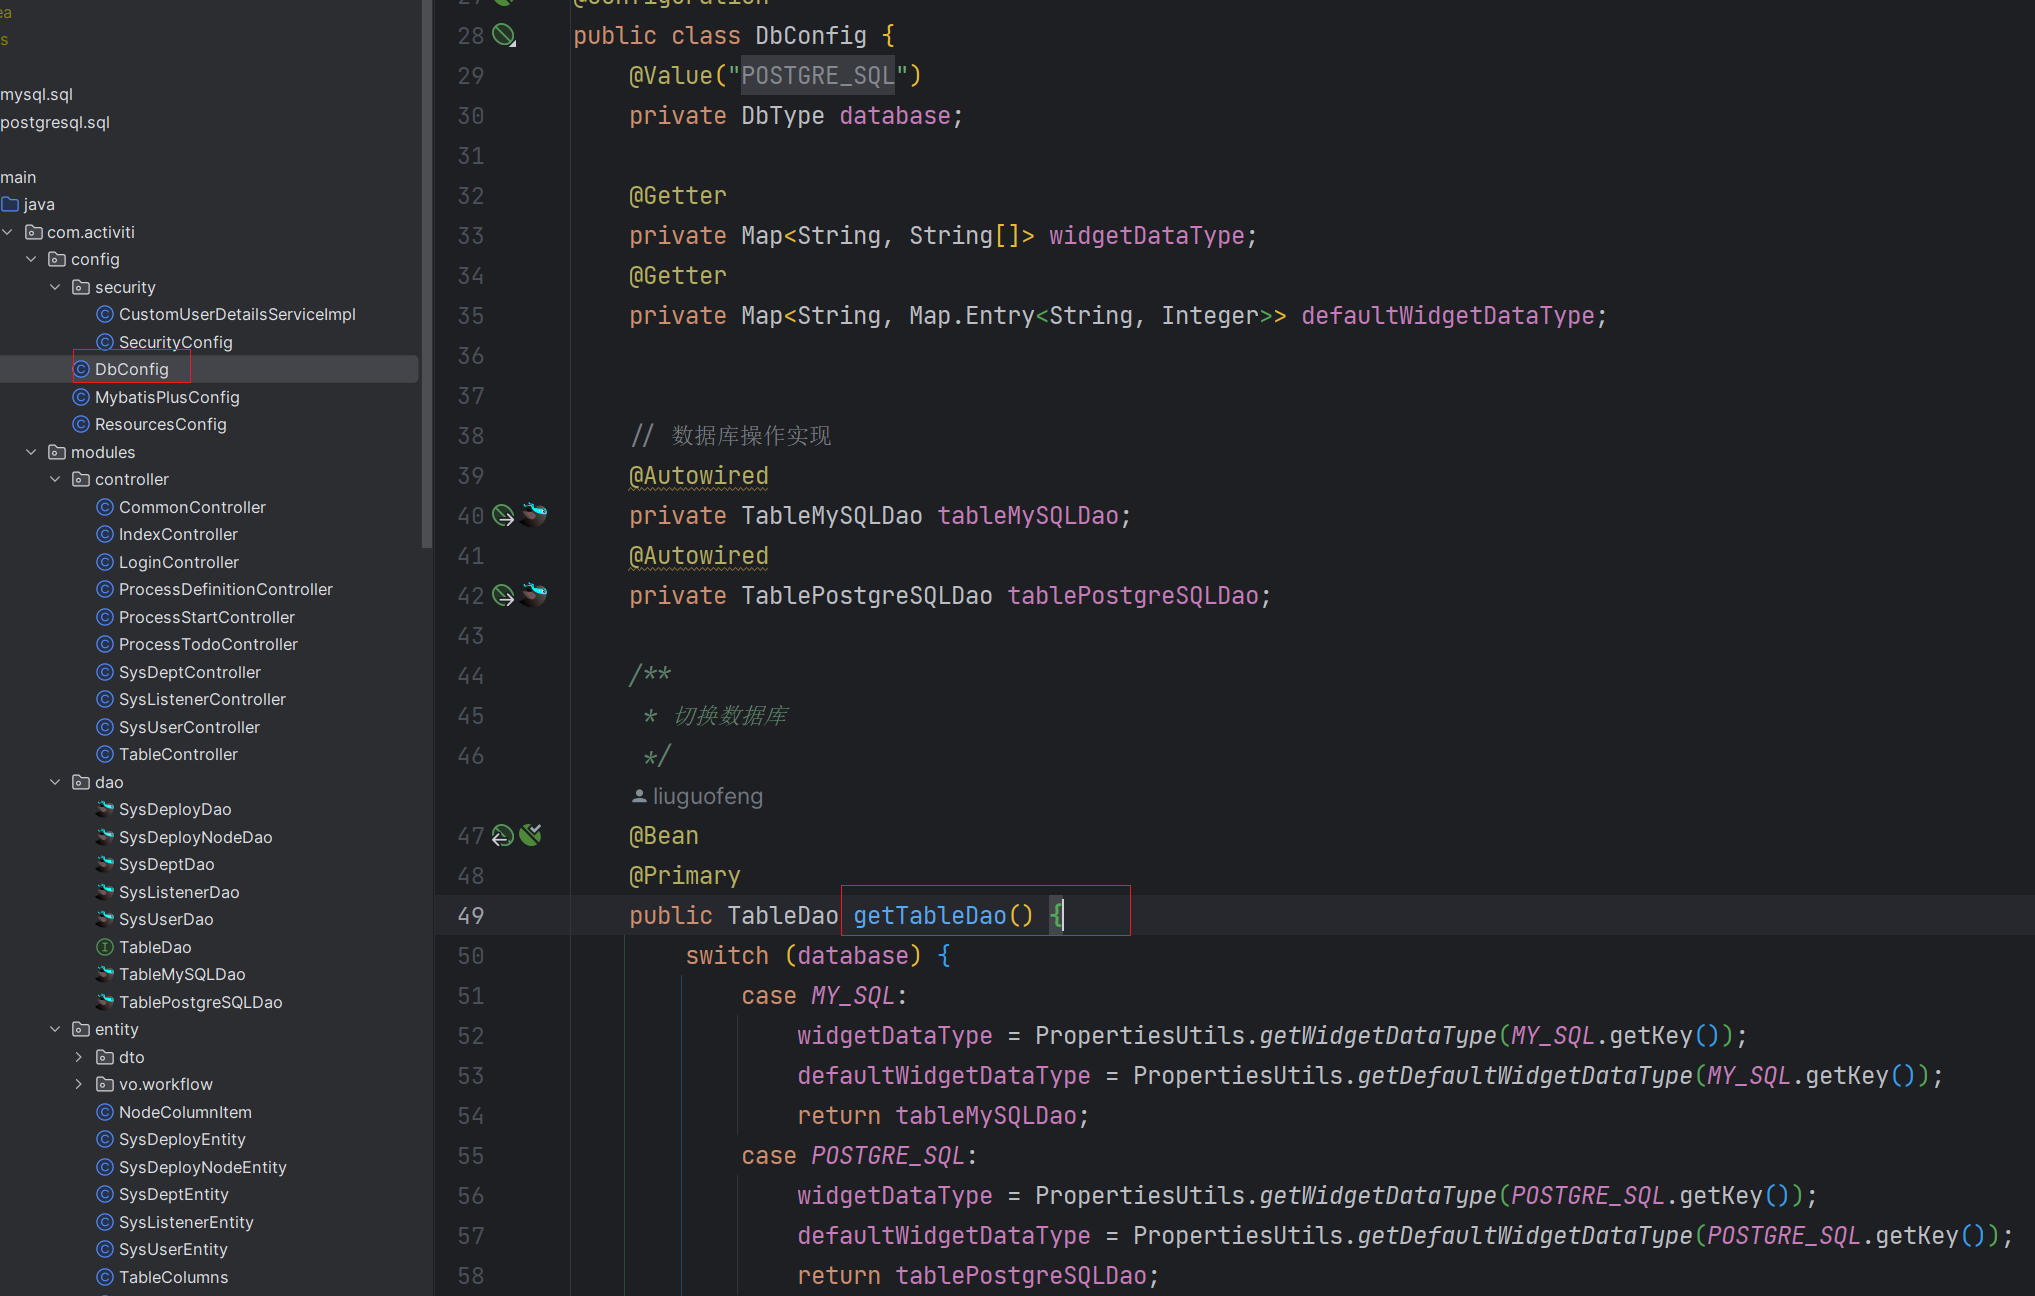 ea
s
mysql.sql
postgresql.sql
main
java
com.activiti
config
security
CustomUserDetailsServiceImpl
SecurityConfig
DbConfig
MybatisPlusConfig
ResourcesConfig
modules
controller
CommonController
IndexController
LoginController
ProcessDefinitionController
ProcessStartController
ProcessTodoController
SysDeptController
SysListenerController
SysUserController
TableController
dao
SysDeployDao
SysDeployNodeDao
SysDeptDao
SysListenerDao
SysUserDao
TableDao
TableMySQLDao
TablePostgreSQLDao
entity
dto
vo.workflow
NodeColumnItem
SysDeployEntity
SysDeployNodeEntity
SysDeptEntity
SysListenerEntity
SysUserEntity
TableColumns
27 @Configuration
28 public class DbConfig {
29 @Value("POSTGRE_SQL")
30 private DbType database;
31
32 @Getter
33 private Map<String, String[]> widgetDataType;
34 @Getter
35 private Map<String, Map.Entry<String, Integer>> defaultWidgetDataType;
36
37
38 // 数据库操作实现
39 @Autowired
40 private TableMySQLDao tableMySQLDao;
41 @Autowired
42 private TablePostgreSQLDao tablePostgreSQLDao;
43
44 /**
45 * 切换数据库
46 */
liuguofeng
47 @Bean
48 @Primary
49 public TableDao getTableDao() {
50 switch (database) {
51 case MY_SQL:
52 widgetDataType = PropertiesUtils.getWidgetDataType(MY_SQL.getKey());
53 defaultWidgetDataType = PropertiesUtils.getDefaultWidgetDataType(MY_SQL.getKey());
54 return tableMySQLDao;
55 case POSTGRE_SQL:
56 widgetDataType = PropertiesUtils.getWidgetDataType(POSTGRE_SQL.getKey());
57 defaultWidgetDataType = PropertiesUtils.getDefaultWidgetDataType(POSTGRE_SQL.getKey());
58 return tablePostgreSQLDao;